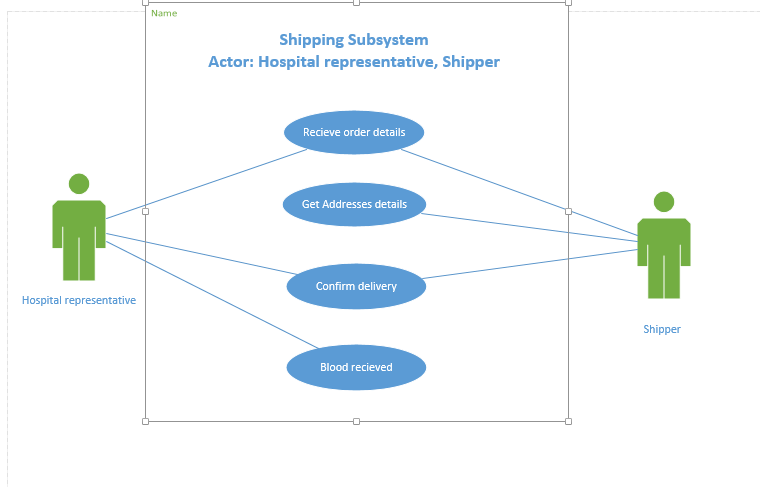 Name
Shipping Subsystem
Actor: Hospital representative, Shipper
Recieve order details
Get Addresses details
Confirm delivery
Blood recieved
Hospital representative
Shipper